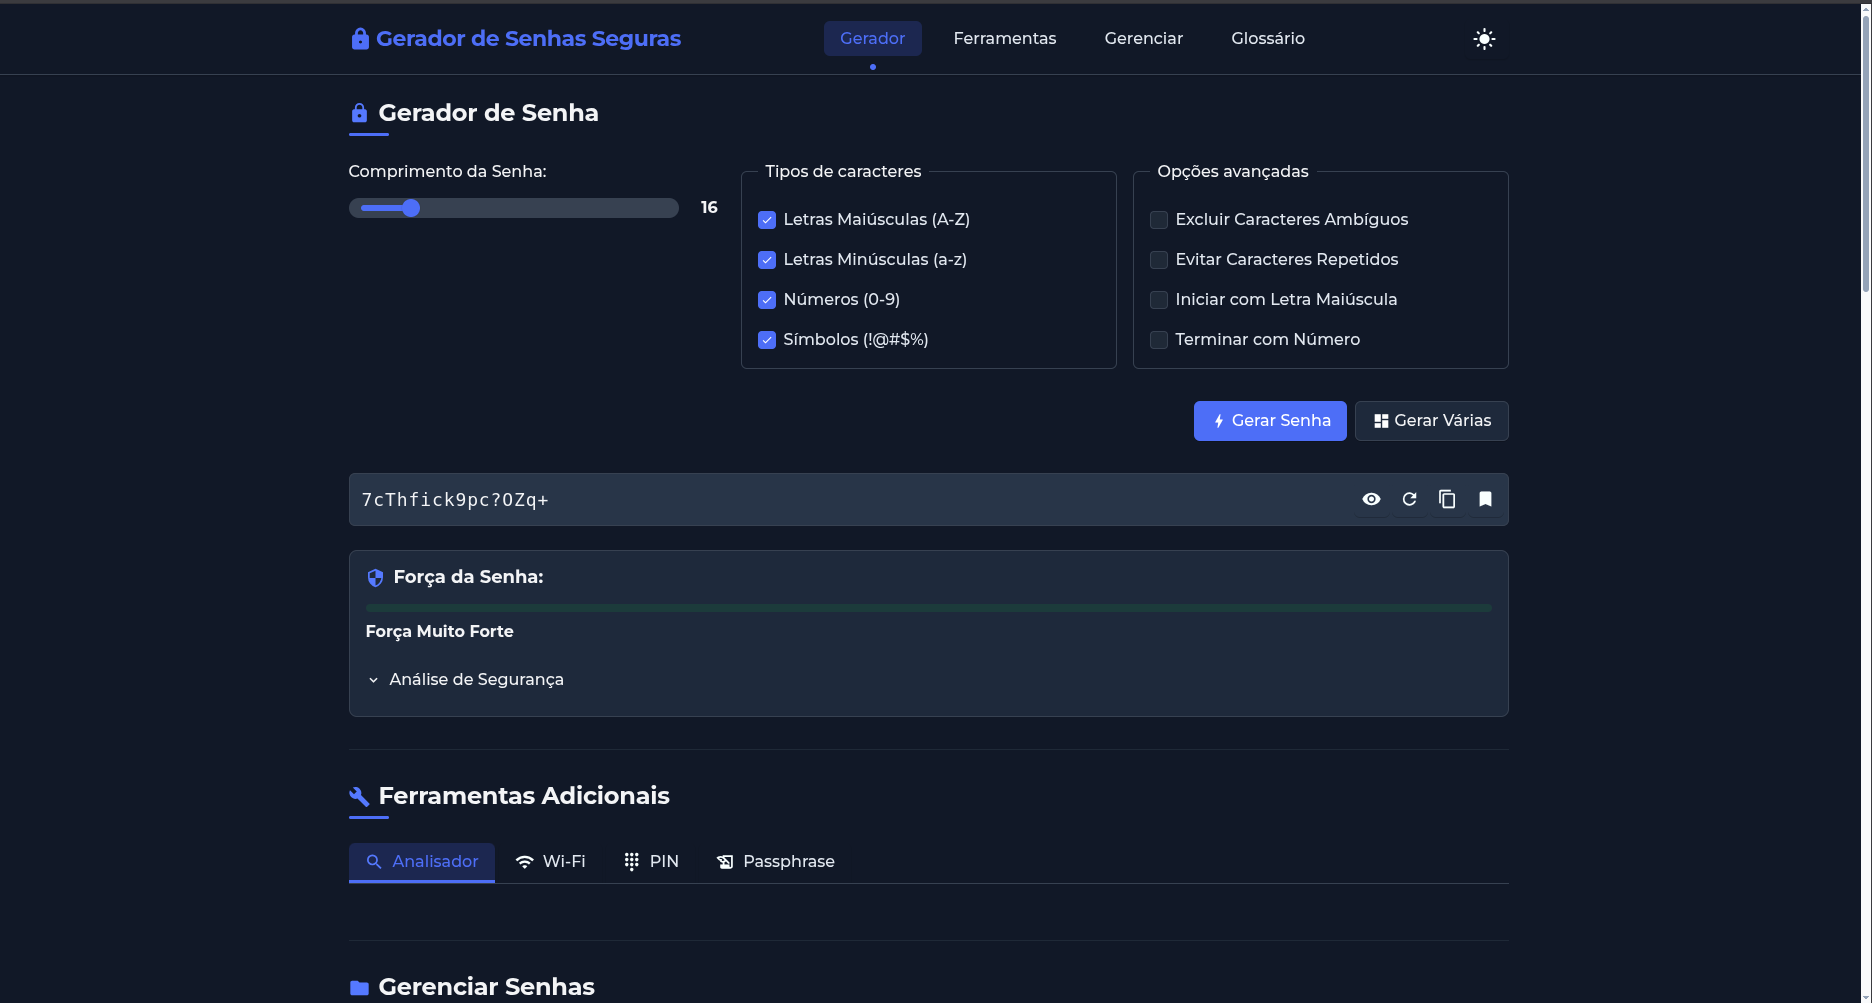 Gerador de Senhas Seguras
Gerador
Ferramentas
Gerenciar
Glossário
Gerador de Senha
Comprimento da Senha:
16
Tipos de caracteres
Letras Maiúsculas (A-Z)
Letras Minúsculas (a-z)
Números (0-9)
Símbolos (!@#$%)
Opções avançadas
Excluir Caracteres Ambíguos
Evitar Caracteres Repetidos
Iniciar com Letra Maiúscula
Terminar com Número
Gerar Senha
Gerar Várias
7cThfick9pc?OZq+
Força da Senha:
Força Muito Forte
Análise de Segurança
Ferramentas Adicionais
Analisador
Wi-Fi
PIN
Passphrase
Gerenciar Senhas